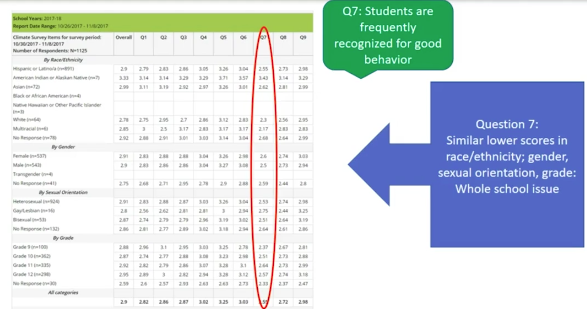 School Years: 2017-18
Report Date Range: 10/26/2017 - 11/8/2017
Climate Survey Items for survey period: 10/30/2017 - 11/8/2017 Number of Respondents: N=1125 Overall Q1 Q2 Q3 Q4 Q5 Q6 Q7 Q8 Q9
By Race/Ethnicity
Hispanic or Latino/a (n=891) 2.9 2.79 2.83 2.86 3.05 3.26 3.04 2.55 2.73 2.98
American Indian or Alaskan Native (n=7) 3.33 3.14 3.14 3.29 3.29 3.71 3.57 3.43 3.14 3.29
Asian (n=72) 2.99 3.11 3.19 2.92 2.97 3.26 3.01 2.62 2.81 2.99
Black or African American (n=4)
Native Hawaiian or Other Pacific Islander (n=3)
White (n=64) 2.78 2.75 2.95 2.7 2.86 3.12 2.83 2.3 2.56 2.95
Multiracial (n=6) 2.85 3 2.5 3.17 2.83 3.17 3.17 2.17 2.83 2.83
No Response (n=78) 2.92 2.88 2.91 3.01 3.03 3.14 3.04 2.68 2.64 2.99
By Gender
Female (n=537) 2.91 2.83 2.88 2.88 3.04 3.26 2.98 2.6 2.74 3.03
Male (n=543) 2.9 2.83 2.86 2.86 3.04 3.27 3.08 2.5 2.73 2.94
Transgender (n=4)
No Response (n=41) 2.75 2.68 2.71 2.95 2.78 2.9 2.88 2.59 2.44 2.8
By Sexual Orientation
Heterosexual (n=924) 2.91 2.83 2.88 2.87 3.03 3.26 3.04 2.53 2.74 2.98
Gay/Lesbian (n=16) 2.8 2.56 2.62 2.81 2.81 3 2.94 2.75 2.44 3.25
Bisexual (n=53) 2.87 2.74 2.79 2.79 2.96 3.19 3.02 2.51 2.64 3.19
No Response (n=132) 2.86 2.81 2.77 2.89 3.02 3.18 2.94 2.64 2.61 2.86
By Grade
Grade 9 (n=100) 2.88 2.96 3.1 2.95 3.03 3.25 2.78 2.37 2.67 2.81
Grade 10 (n=362) 2.87 2.74 2.77 2.88 3.08 3.23 2.98 2.51 2.73 2.88
Grade 11 (n=335) 2.92 2.82 2.79 2.86 3.07 3.28 3.1 2.64 2.73 2.99
Grade 12 (n=298) 2.95 2.89 3 2.82 2.94 3.28 3.12 2.57 2.74 3.18
No Response (n=30) 2.59 2.6 2.57 2.93 2.63 2.63 2.73 2.33 2.37 2.47
All categories
2.9 2.82 2.86 2.87 3.02 3.25 3.03 2.55 2.72 2.98
Q7: Students are
frequently
recognized for good
behavior
Question 7:
Similar lower scores in
race/ethnicity; gender,
sexual orientation, grade:
Whole school issue